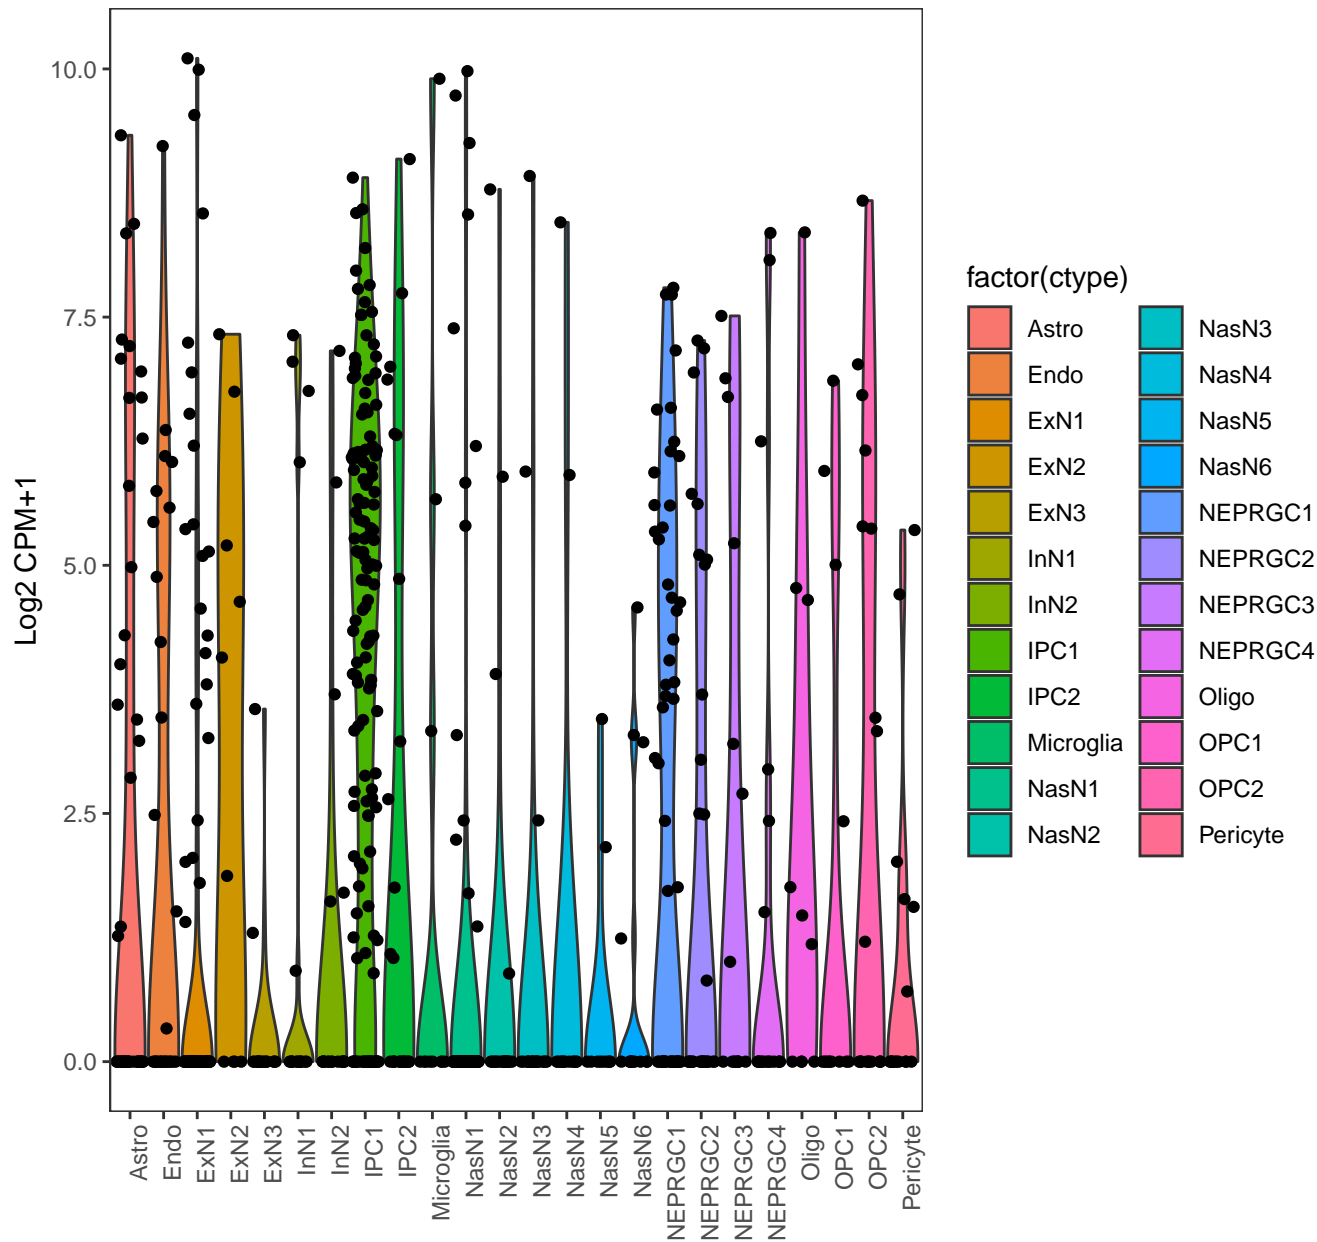 Log2 CPM+1
10.0
7.5
5.0
2.5
0.0
Astro
Endo
ExN1
ExN2
ExN3
InN1
InN2
IPC1
IPC2
Microglia
NasN1
NasN2
NasN3
NasN4
NasN5
NasN6
NEPRGC1
NEPRGC2
NEPRGC3
NEPRGC4
Oligo
OPC1
OPC2
Pericyte
factor(ctype)
Astro
Endo
ExN1
ExN2
ExN3
InN1
InN2
IPC1
IPC2
Microglia
NasN1
NasN2
NasN3
NasN4
NasN5
NasN6
NEPRGC1
NEPRGC2
NEPRGC3
NEPRGC4
Oligo
OPC1
OPC2
Pericyte